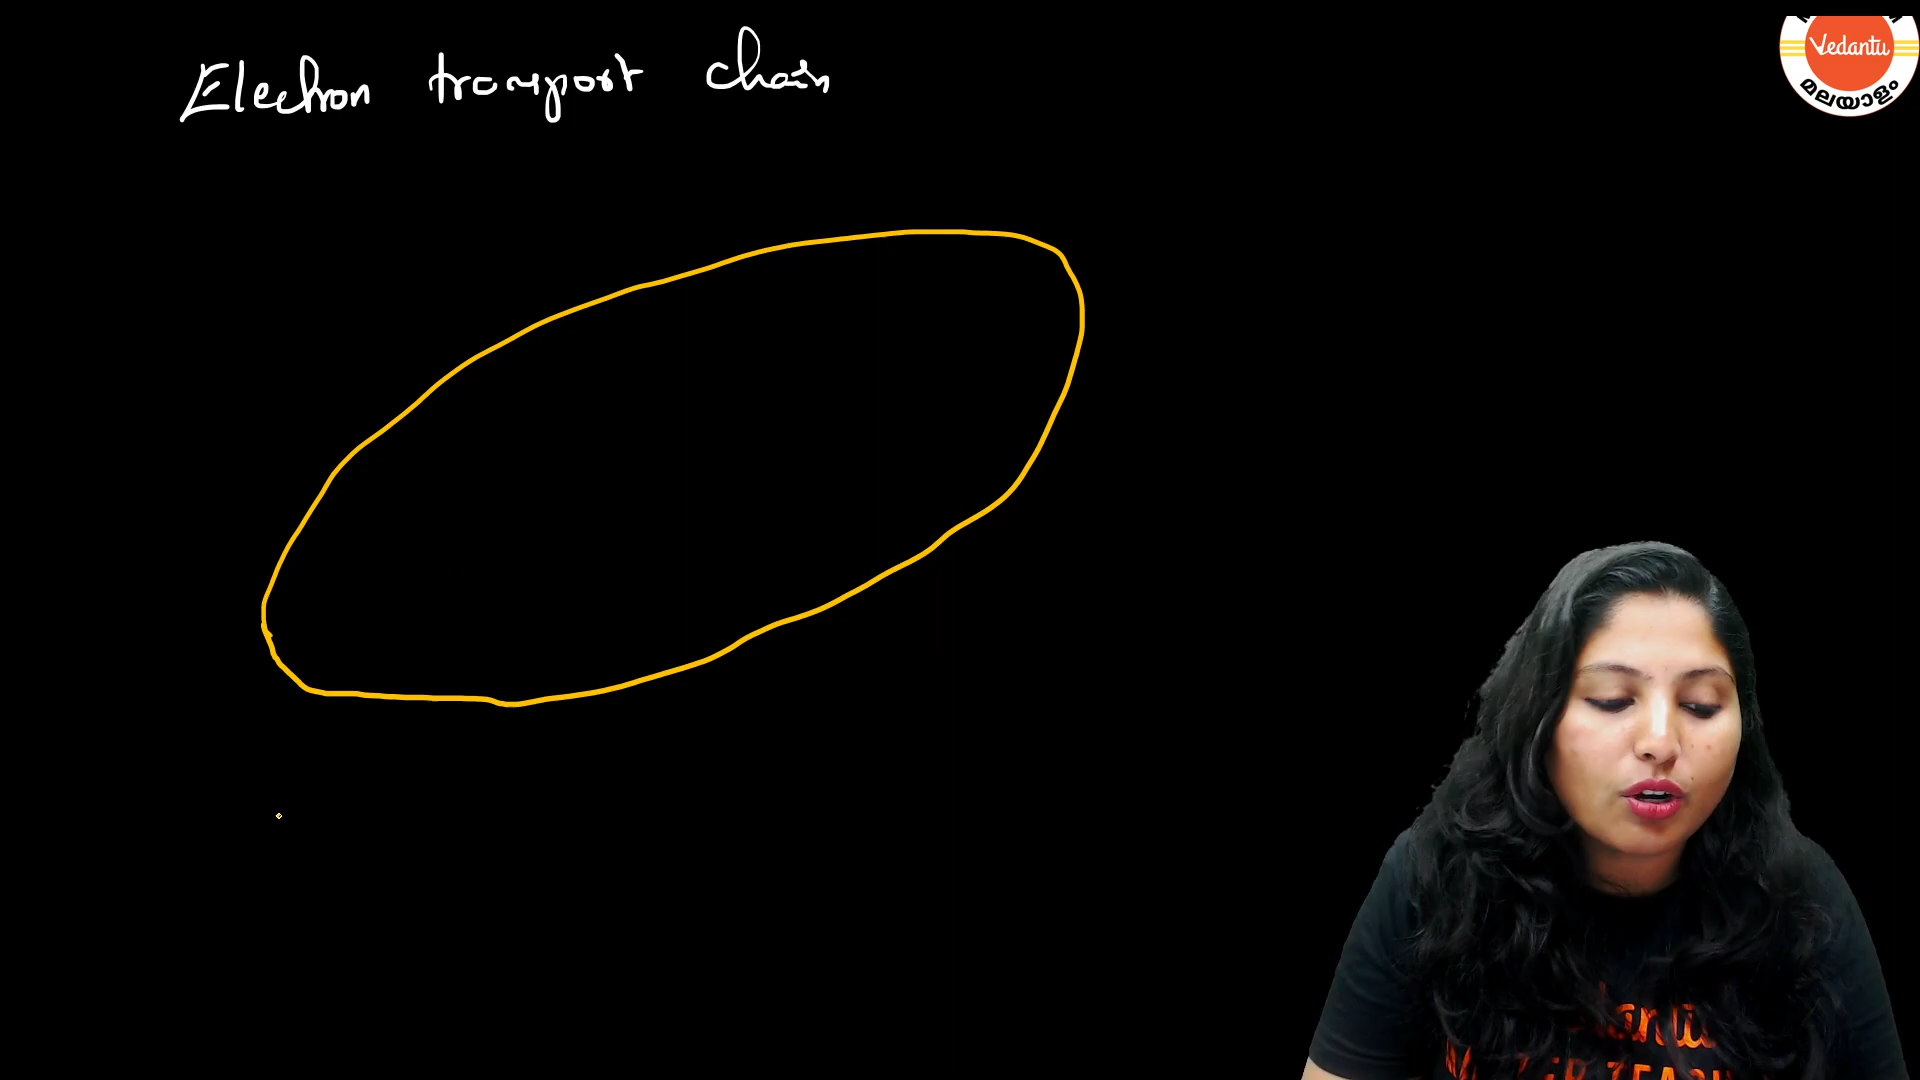 Electron transport chain
Vedantu
മലയാളം